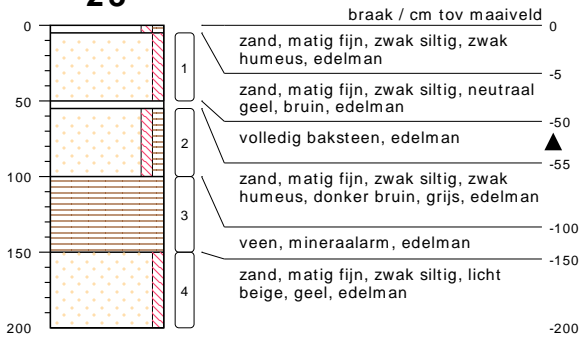 braak / cm tov maaiveld
0 0
zand, matig fijn, zwak siltig, zwak
humeus, edelman
1
-5
zand, matig fijn, zwak siltig, neutraal
geel, bruin, edelman
50 -50
volledig baksteen, edelman
2
-55
zand, matig fijn, zwak siltig, zwak
humeus, donker bruin, grijs, edelman
100
3
-100
veen, mineraalarm, edelman
150 -150
zand, matig fijn, zwak siltig, licht
beige, geel, edelman
4
200 -200